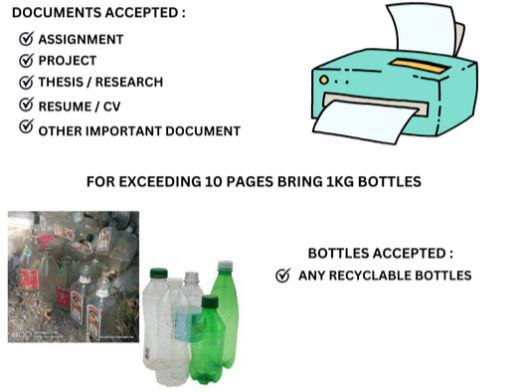 DOCUMENTS ACCEPTED :
ASSIGNMENT
PROJECT
THESIS / RESEARCH
RESUME / CV
OTHER IMPORTANT DOCUMENT
FOR EXCEEDING 10 PAGES BRING 1KG BOTTLES
BOTTLES ACCEPTED :
ANY RECYCLABLE BOTTLES